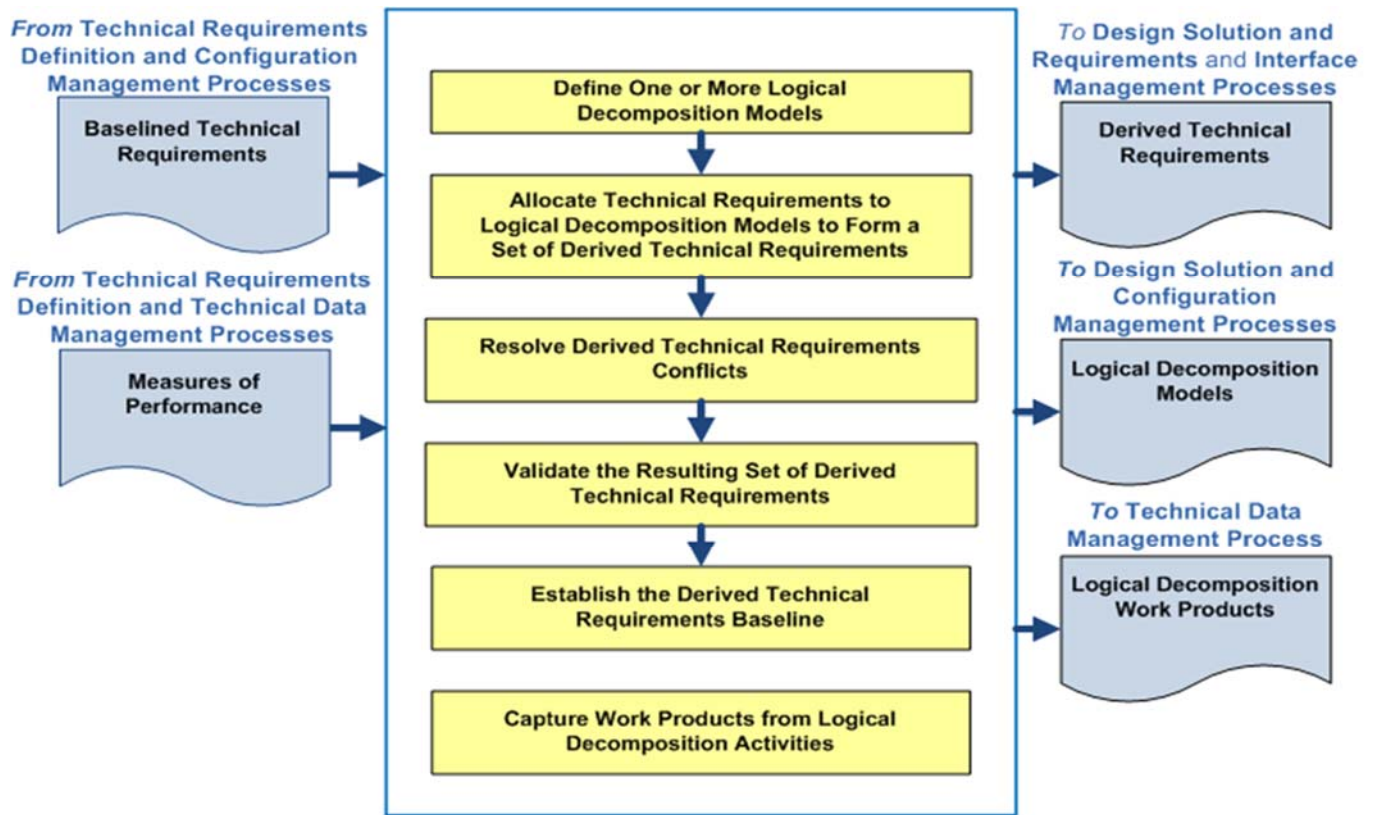 From Technical Requirements
Definition and Configuration
Management Processes
Baselined Technical
Requirements
From Technical Requirements
Definition and Technical Data
Management Processes
Measures of
Performance
Define One or More Logical
Decomposition Models
Allocate Technical Requirements to
Logical Decomposition Models to Form a
Set of Derived Technical Requirements
Resolve Derived Technical Requirements
Conflicts
Validate the Resulting Set of Derived
Technical Requirements
Establish the Derived Technical
Requirements Baseline
Capture Work Products from Logical
Decomposition Activities
To Design Solution and
Requirements and Interface
Management Processes
Derived Technical
Requirements
To Design Solution and
Configuration
Management Processes
Logical Decomposition
Models
To Technical Data
Management Process
Logical Decomposition
Work Products